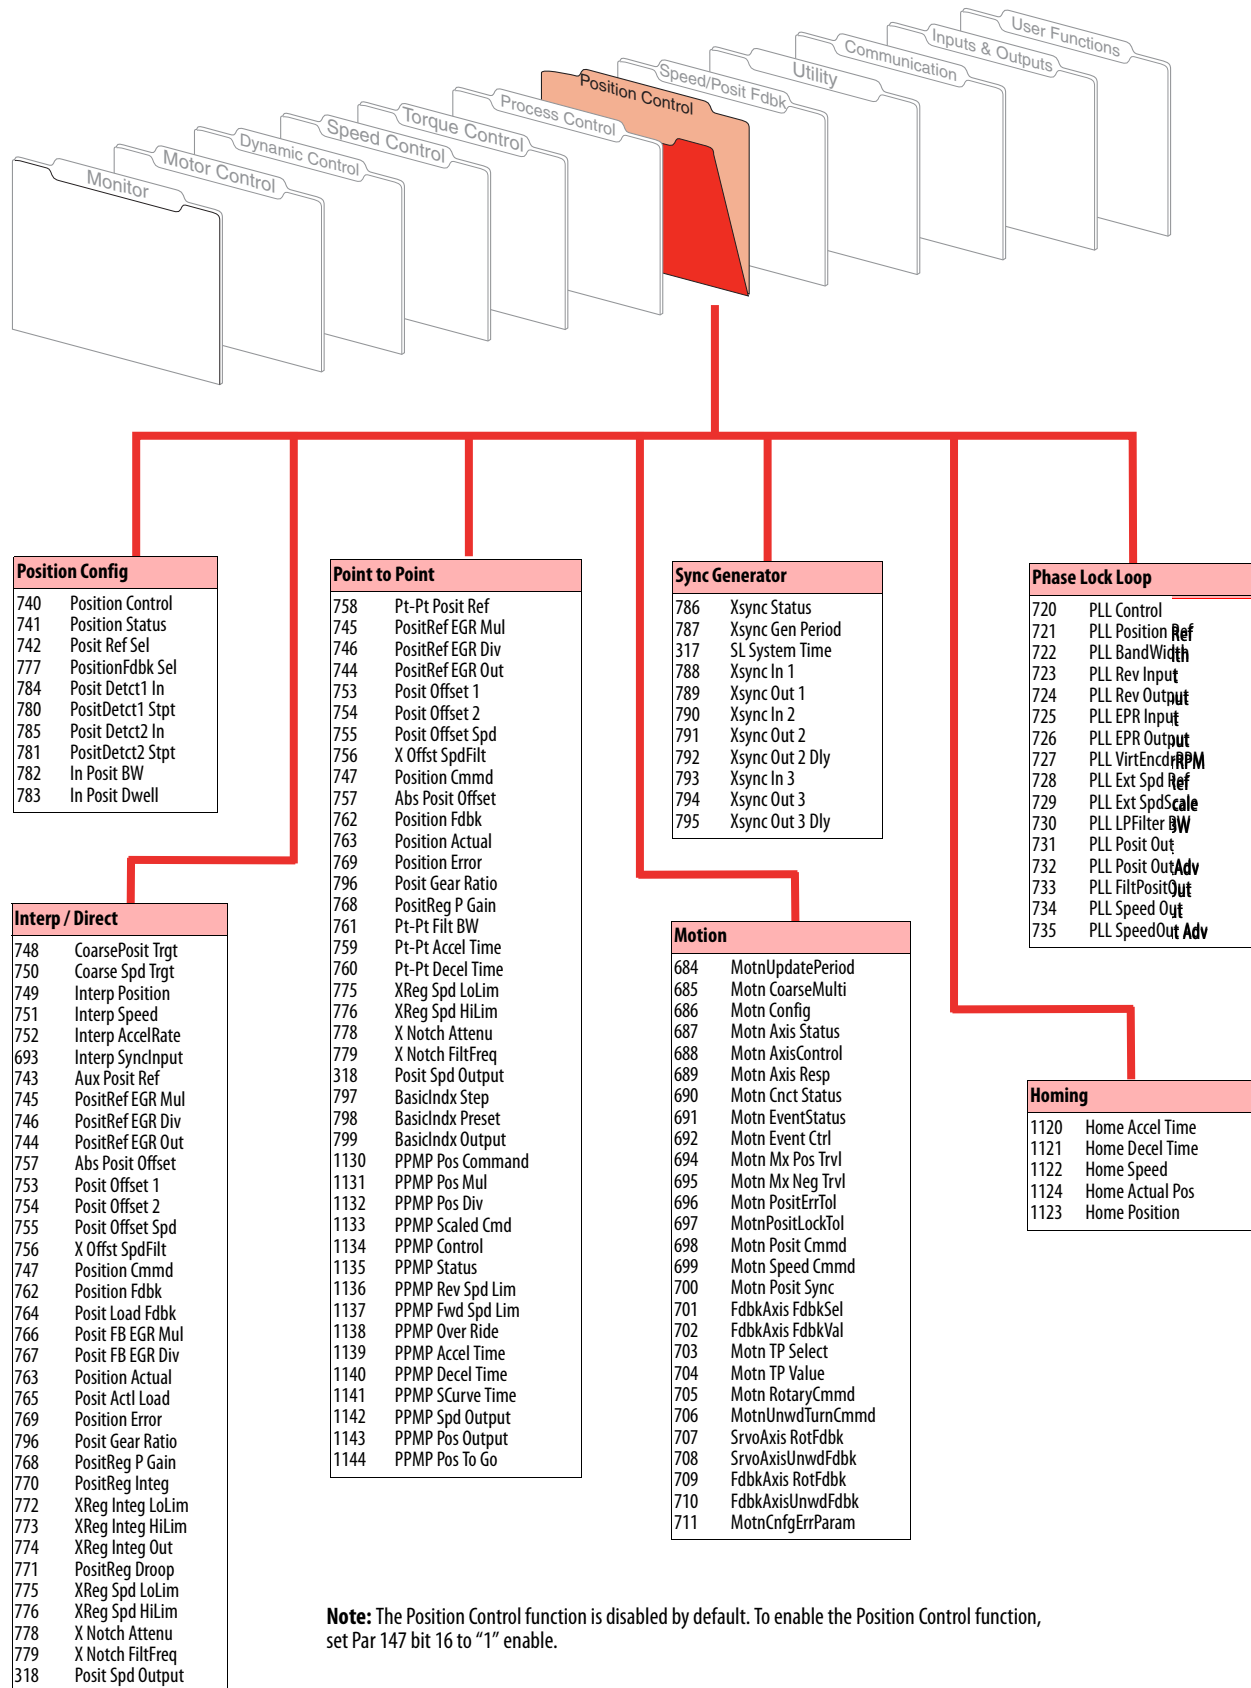 Monitor
Motor Control
Dynamic Control
Speed Control
Torque Control
Process Control
Position Control
Speed/Posit Fdbk
Utility
Communication
Inputs & Outputs
User Functions
Position Config
740 Position Control
741 Position Status
742 Posit Ref Sel
777 PositionFdbk Sel
784 Posit Detct1 In
780 PositDetct1 Stpt
785 Posit Detct2 In
781 PositDetct2 Stpt
782 In Posit BW
783 In Posit Dwell
Interp / Direct
748 CoarsePosit Trgt
750 Coarse Spd Trgt
749 Interp Position
751 Interp Speed
752 Interp AccelRate
693 Interp SyncInput
743 Aux Posit Ref
745 PositRef EGR Mul
746 PositRef EGR Div
744 PositRef EGR Out
757 Abs Posit Offset
753 Posit Offset 1
754 Posit Offset 2
755 Posit Offset Spd
756 X Offst SpdFilt
747 Position Cmmd
762 Position Fdbk
764 Posit Load Fdbk
766 Posit FB EGR Mul
767 Posit FB EGR Div
763 Position Actual
765 Posit Actl Load
769 Position Error
796 Posit Gear Ratio
768 PositReg P Gain
770 PositReg Integ
772 XReg Integ LoLim
773 XReg Integ HiLim
774 XReg Integ Out
771 PositReg Droop
775 XReg Spd LoLim
776 XReg Spd HiLim
778 X Notch Attenu
779 X Notch FiltFreq
318 Posit Spd Output
Point to Point
758 Pt-Pt Posit Ref
745 PositRef EGR Mul
746 PositRef EGR Div
744 PositRef EGR Out
753 Posit Offset 1
754 Posit Offset 2
755 Posit Offset Spd
756 X Offst SpdFilt
747 Position Cmmd
757 Abs Posit Offset
762 Position Fdbk
763 Position Actual
769 Position Error
796 Posit Gear Ratio
768 PositReg P Gain
761 Pt-Pt Filt BW
759 Pt-Pt Accel Time
760 Pt-Pt Decel Time
775 XReg Spd LoLim
776 XReg Spd HiLim
778 X Notch Attenu
779 X Notch FiltFreq
318 Posit Spd Output
797 BasicIndx Step
798 BasicIndx Preset
799 BasicIndx Output
1130 PPMP Pos Command
1131 PPMP Pos Mul
1132 PPMP Pos Div
1133 PPMP Scaled Cmd
1134 PPMP Control
1135 PPMP Status
1136 PPMP Rev Spd Lim
1137 PPMP Fwd Spd Lim
1138 PPMP Over Ride
1139 PPMP Accel Time
1140 PPMP Decel Time
1141 PPMP SCurve Time
1142 PPMP Spd Output
1143 PPMP Pos Output
1144 PPMP Pos To Go
Sync Generator
786 Xsync Status
787 Xsync Gen Period
317 SL System Time
788 Xsync In 1
789 Xsync Out 1
790 Xsync In 2
791 Xsync Out 2
792 Xsync Out 2 Dly
793 Xsync In 3
794 Xsync Out 3
795 Xsync Out 3 Dly
Motion
684 MotnUpdatePeriod
685 Motn CoarseMulti
686 Motn Config
687 Motn Axis Status
688 Motn AxisControl
689 Motn Axis Resp
690 Motn Cnct Status
691 Motn EventStatus
692 Motn Event Ctrl
694 Motn Mx Pos Trvl
695 Motn Mx Neg Trvl
696 Motn PositErrTol
697 MotnPositLockTol
698 Motn Posit Cmmd
699 Motn Speed Cmmd
700 Motn Posit Sync
701 FdbkAxis FdbkSel
702 FdbkAxis FdbkVal
703 Motn TP Select
704 Motn TP Value
705 Motn RotaryCmmd
706 MotnUnwdTurnCmmd
707 SrvoAxis RotFdbk
708 SrvoAxisUnwdFdbk
709 FdbkAxis RotFdbk
710 FdbkAxisUnwdFdbk
711 MotnCnfgErrParam
Phase Lock Loop
720 PLL Control
721 PLL Position Ref
722 PLL BandWidth
723 PLL Rev Input
724 PLL Rev Output
725 PLL EPR Input
726 PLL EPR Output
727 PLL VirtEncdrRPM
728 PLL Ext Spd Ref
729 PLL Ext SpdScale
730 PLL LPFilter BW
731 PLL Posit Out
732 PLL Posit OutAdv
733 PLL FiltPositOut
734 PLL Speed Out
735 PLL SpeedOut Adv
Homing
1120 Home Accel Time
1121 Home Decel Time
1122 Home Speed
1124 Home Actual Pos
1123 Home Position
Note: The Position Control function is disabled by default. To enable the Position Control function,
set Par 147 bit 16 to “1” enable.